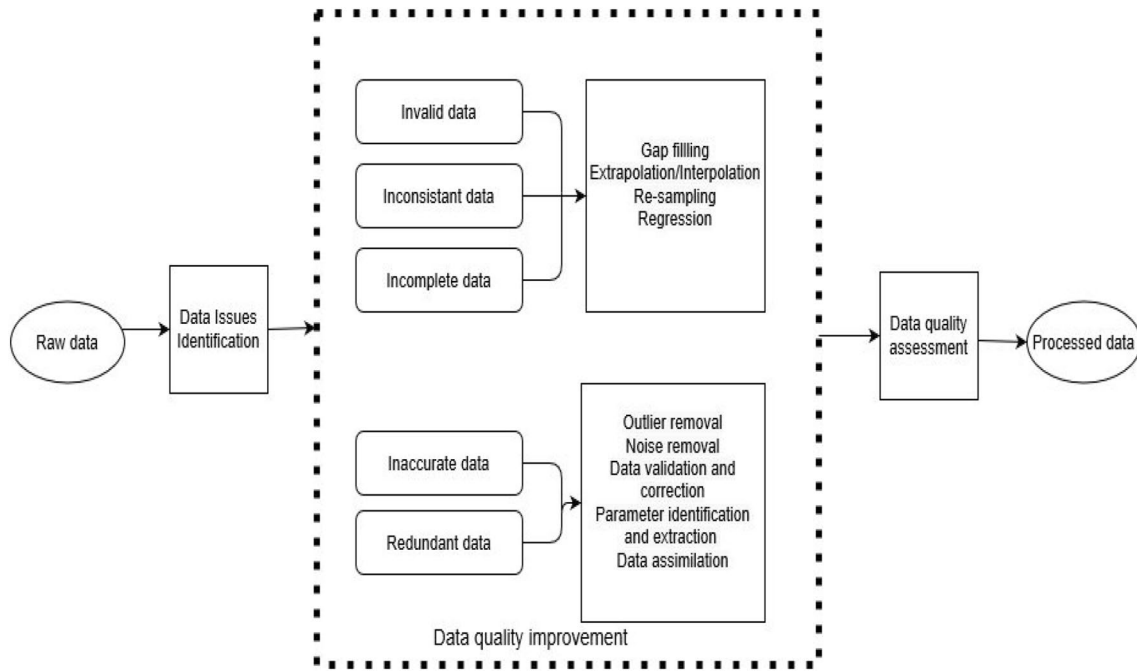 Raw data
Data Issues
Identification
Invalid data
Inconsistant data
Incomplete data
Gap fillling
Extrapolation/Interpolation
Re-sampling
Regression
Inaccurate data
Redundant data
Outlier removal
Noise removal
Data validation and
correction
Parameter identification
and extraction
Data assimilation
Data quality improvement
Data quality
assessment
Processed data